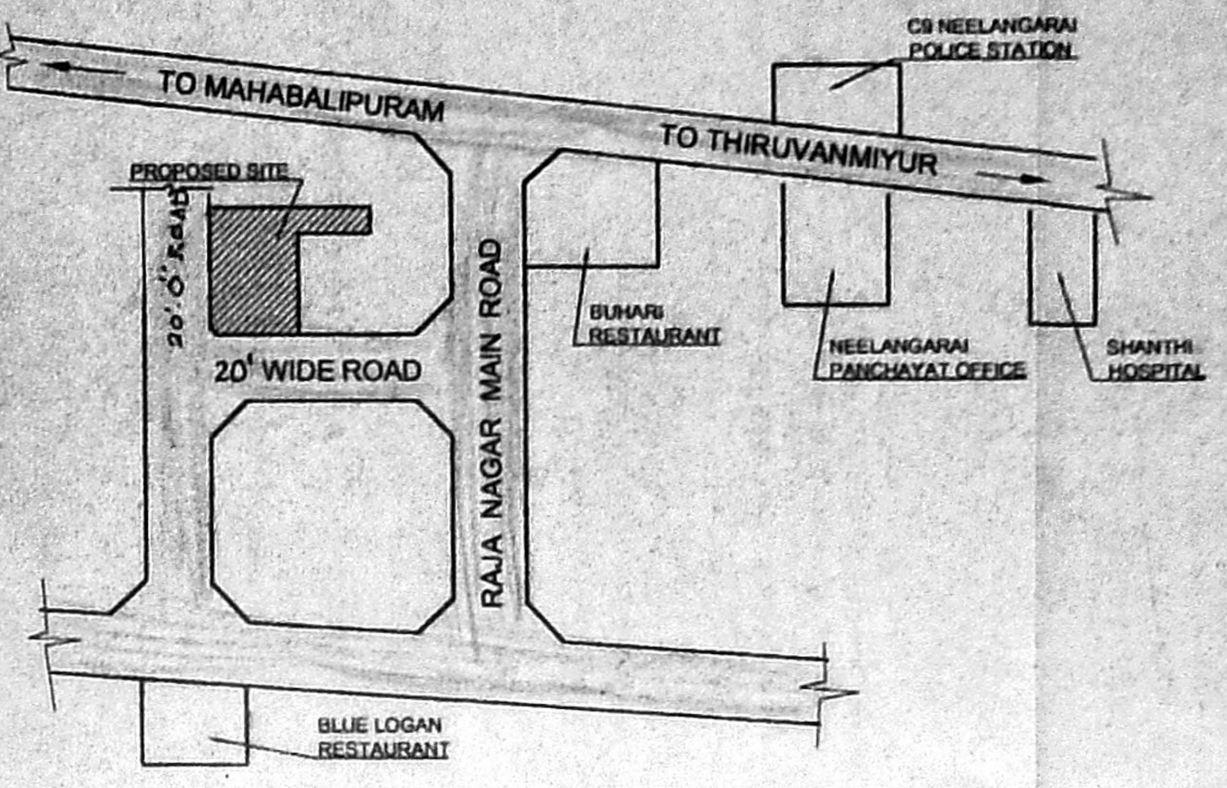 C9 NEELANGARAI
POLICE STATION
TO MAHABALIPURAM
TO THIRUVANMIYUR
PROPOSED SITE
20'.0" ROAD
RAJA NAGAR MAIN ROAD
BUHARI
RESTAURANT
NEELANGARAI
PANCHAYAT OFFICE
SHANTHI
HOSPITAL
20' WIDE ROAD
BLUE LOGAN
RESTAURANT